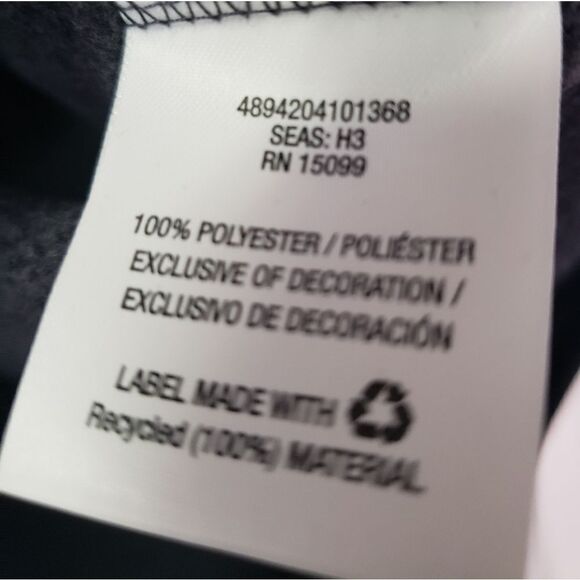 4894204101368
SEAS: H3
RN 15099
100% POLYESTER / POLIÉSTER
EXCLUSIVE OF DECORATION /
EXCLUSIVO DE DECORACIÓN
LABEL MADE WITH
Recycled (100%) MATERIAL